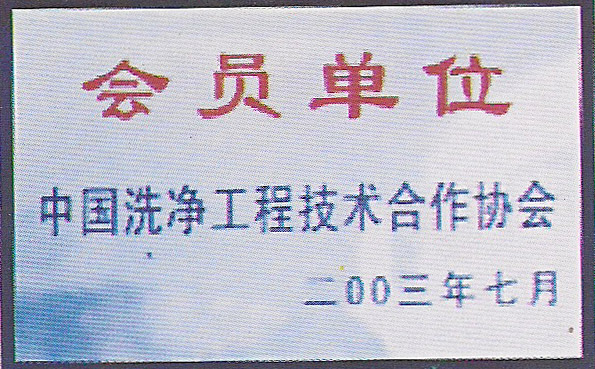 会员单位
中国洗净工程技术合作协会
二00三年七月